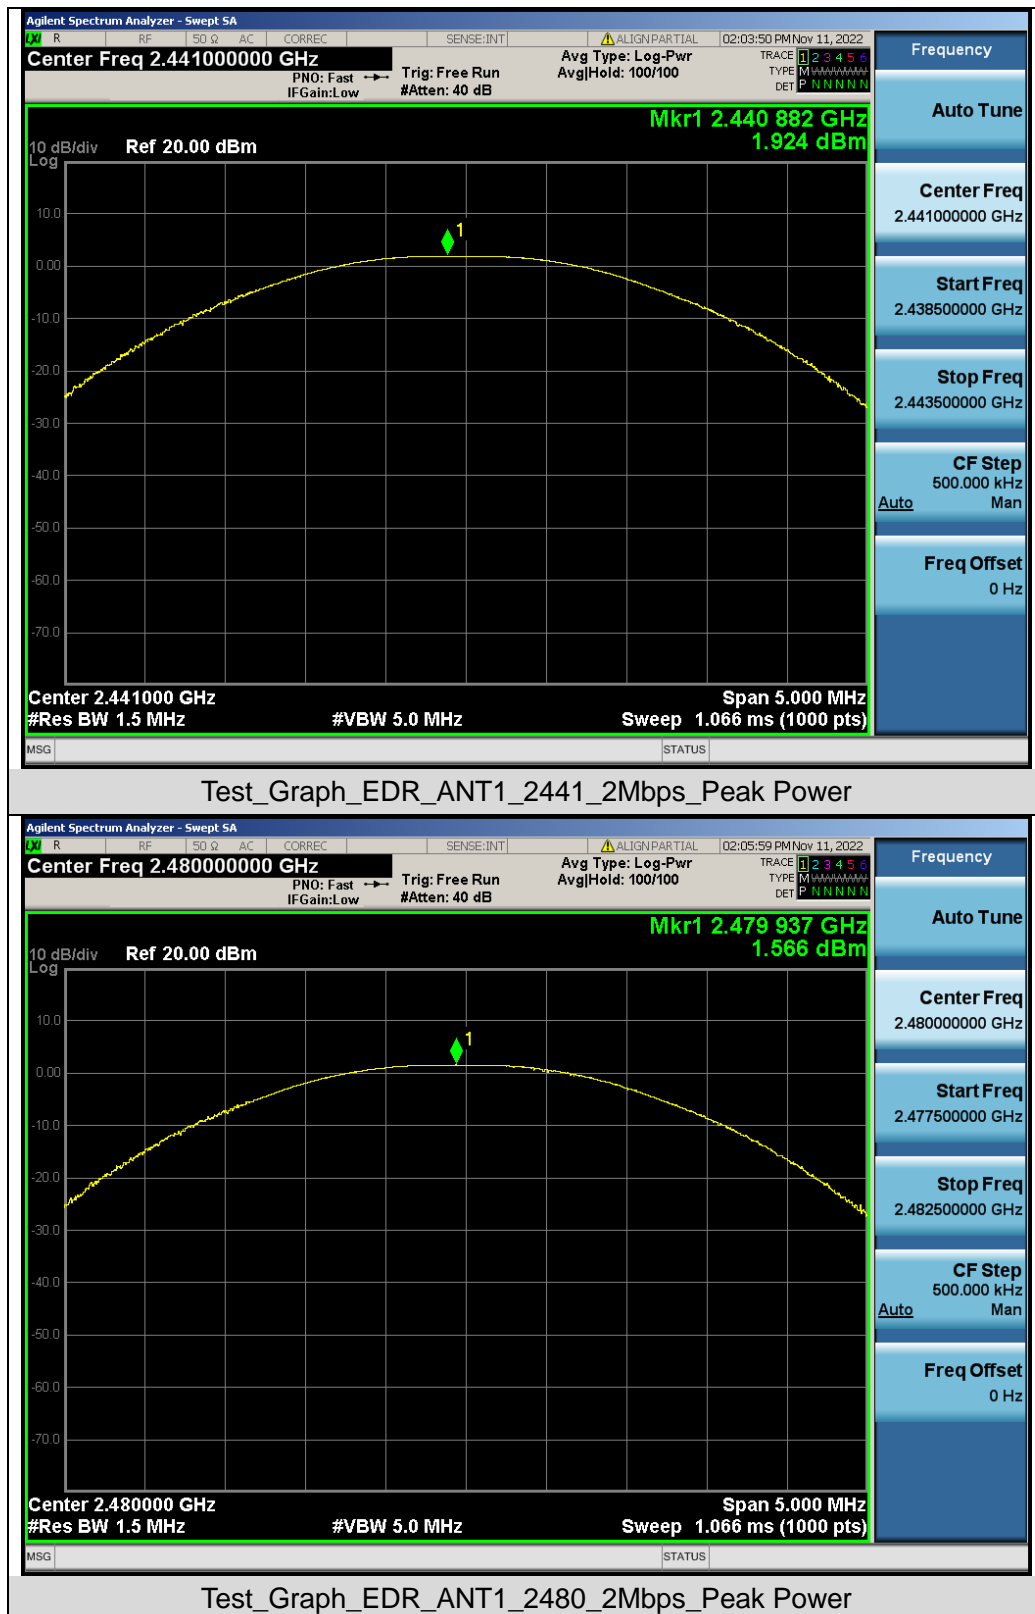 Agilent Spectrum Analyzer - Swept SA
LXI R RF 50 Ω AC CORREC SENSE:INT ALIGN PARTIAL 02:03:50 PM Nov 11, 2022
Center Freq 2.441000000 GHz
Avg Type: Log-Pwr
TRACE 1 2 3 4 5 6
PNO: Fast
Trig: Free Run
Avg|Hold: 100/100
TYPE M WWWWW
IFGain:Low
#Atten: 40 dB
DET P N N N N N
Mkr1 2.440 882 GHz
1.924 dBm
10 dB/div
Ref 20.00 dBm
Log
10.0
0.00
-10.0
-20.0
-30.0
-40.0
-50.0
-60.0
-70.0
1
Center 2.441000 GHz
Span 5.000 MHz
#Res BW 1.5 MHz
#VBW 5.0 MHz
Sweep 1.066 ms (1000 pts)
MSG
STATUS
Frequency
Auto Tune
Center Freq
2.441000000 GHz
Start Freq
2.438500000 GHz
Stop Freq
2.443500000 GHz
CF Step
500.000 kHz
Auto Man
Freq Offset
0 Hz
Test_Graph_EDR_ANT1_2441_2Mbps_Peak Power
Agilent Spectrum Analyzer - Swept SA
LXI R RF 50 Ω AC CORREC SENSE:INT ALIGN PARTIAL 02:05:59 PM Nov 11, 2022
Center Freq 2.480000000 GHz
Avg Type: Log-Pwr
TRACE 1 2 3 4 5 6
PNO: Fast
Trig: Free Run
Avg|Hold: 100/100
TYPE M WWWWW
IFGain:Low
#Atten: 40 dB
DET P N N N N N
Mkr1 2.479 937 GHz
1.566 dBm
10 dB/div
Ref 20.00 dBm
Log
10.0
0.00
-10.0
-20.0
-30.0
-40.0
-50.0
-60.0
-70.0
1
Center 2.480000 GHz
Span 5.000 MHz
#Res BW 1.5 MHz
#VBW 5.0 MHz
Sweep 1.066 ms (1000 pts)
MSG
STATUS
Frequency
Auto Tune
Center Freq
2.480000000 GHz
Start Freq
2.477500000 GHz
Stop Freq
2.482500000 GHz
CF Step
500.000 kHz
Auto Man
Freq Offset
0 Hz
Test_Graph_EDR_ANT1_2480_2Mbps_Peak Power